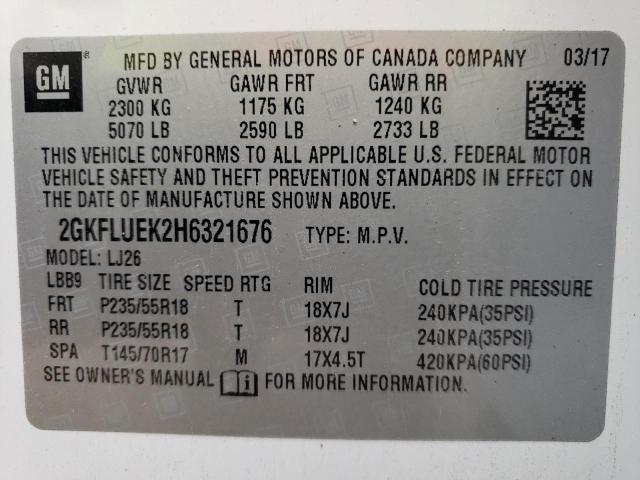 GM
MFD BY GENERAL MOTORS OF CANADA COMPANY 03/17
GVWR GAWR FRT GAWR RR
2300 KG 1175 KG 1240 KG
5070 LB 2590 LB 2733 LB
THIS VEHICLE CONFORMS TO ALL APPLICABLE U.S. FEDERAL MOTOR
VEHICLE SAFETY AND THEFT PREVENTION STANDARDS IN EFFECT ON
THE DATE OF MANUFACTURE SHOWN ABOVE.
2GKFLUEK2H6321676 TYPE: M.P.V.
MODEL: LJ26
LBB9 TIRE SIZE SPEED RTG RIM COLD TIRE PRESSURE
FRT P235/55R18 T 18X7J 240KPA(35PSI)
RR P235/55R18 T 18X7J 240KPA(35PSI)
SPA T145/70R17 M 17X4.5T 420KPA(60PSI)
SEE OWNER'S MANUAL FOR MORE INFORMATION.